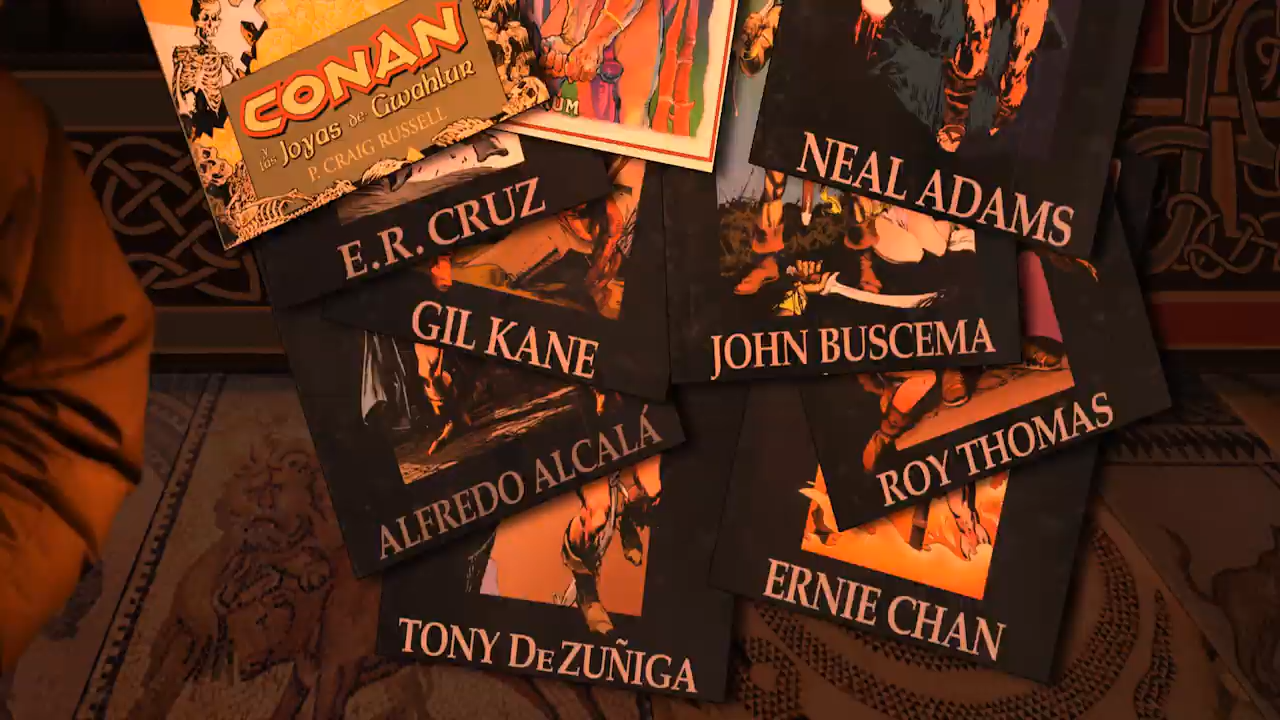 CONAN
y las Joyas de Gwahlur
P. CRAIG RUSSELL
UM
NEAL ADAMS
E.R. CRUZ
GIL KANE
JOHN BUSCEMA
ALFREDO ALCALÁ
ROY THOMAS
TONY DeZUÑIGA
ERNIE CHAN